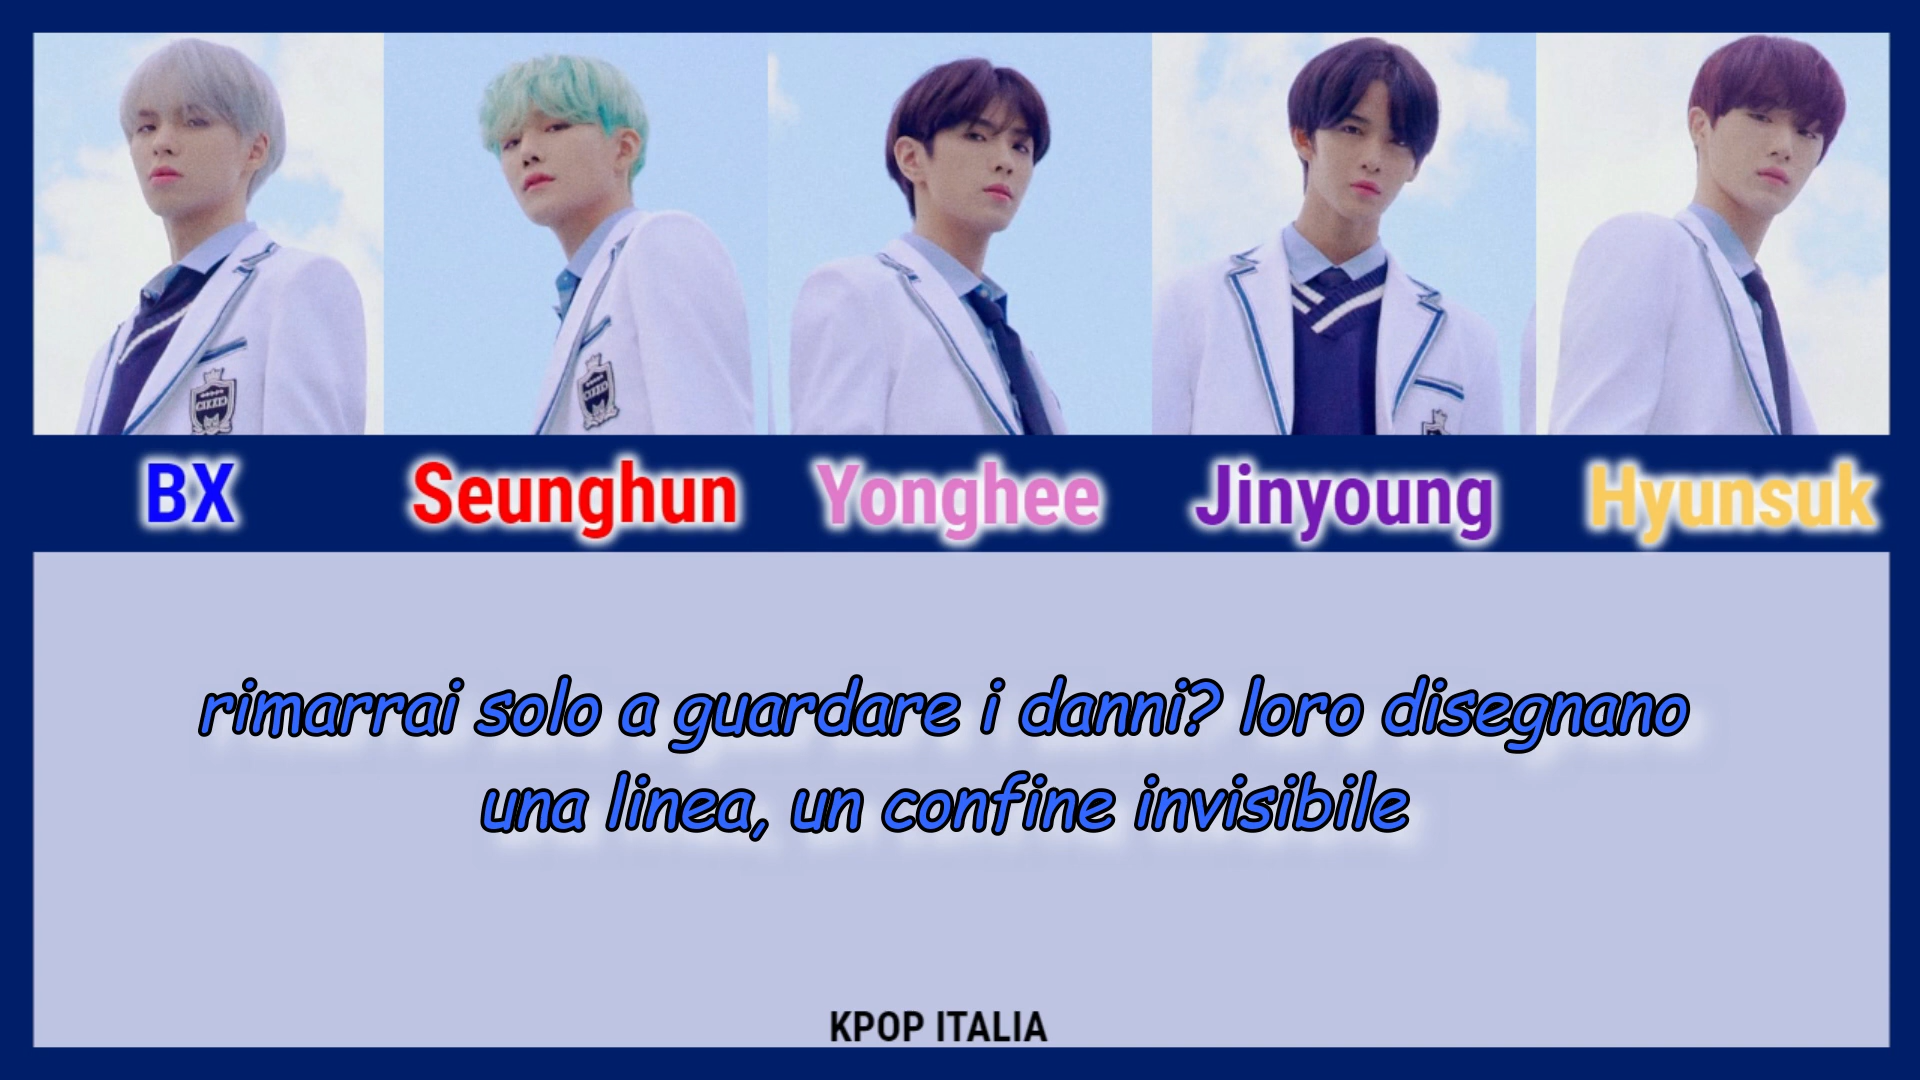 BX
Seunghun
Yonghee
Jinyoung
Hyunsuk
rimarrai solo a guardare i danni? loro disegnano
una linea, un confine invisibile
KPOP ITALIA